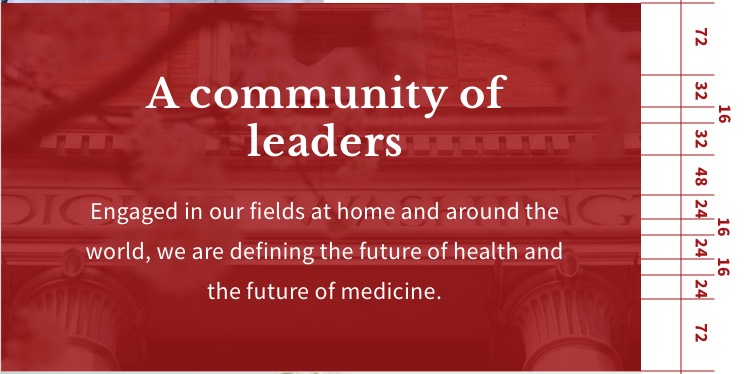 A community of
leaders
Engaged in our fields at home and around the
world, we are defining the future of health and
the future of medicine.
72
32
16
32
48
24
16
24
16
24
72